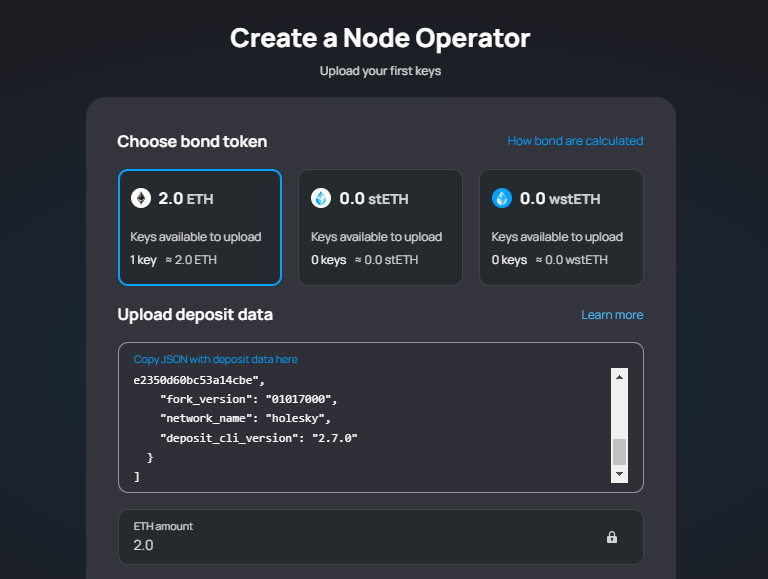 Create a Node Operator
Upload your first keys
Choose bond token
How bond are calculated
2.0 ETH
Keys available to upload
1 key ≈ 2.0 ETH
0.0 stETH
Keys available to upload
0 keys ≈ 0.0 stETH
0.0 wstETH
Keys available to upload
0 keys ≈ 0.0 wstETH
Upload deposit data
Learn more
Copy JSON with deposit data here
e2350d60bc53a14cbe",
"fork_version": "01017000",
"network_name": "holesky",
"deposit_cli_version": "2.7.0"
}
]
ETH amount
2.0